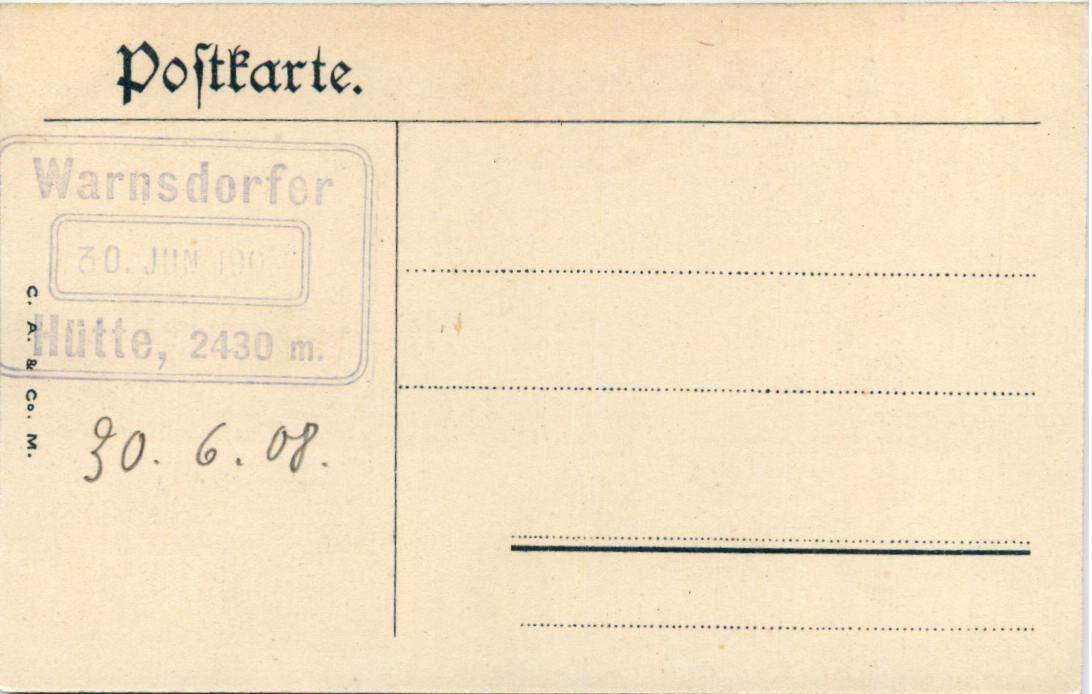 Postkarte.
Warnsdorfer
30. JUN 190
Hütte, 2430 m.
C. A. & Co. M.
30. 6. 08.